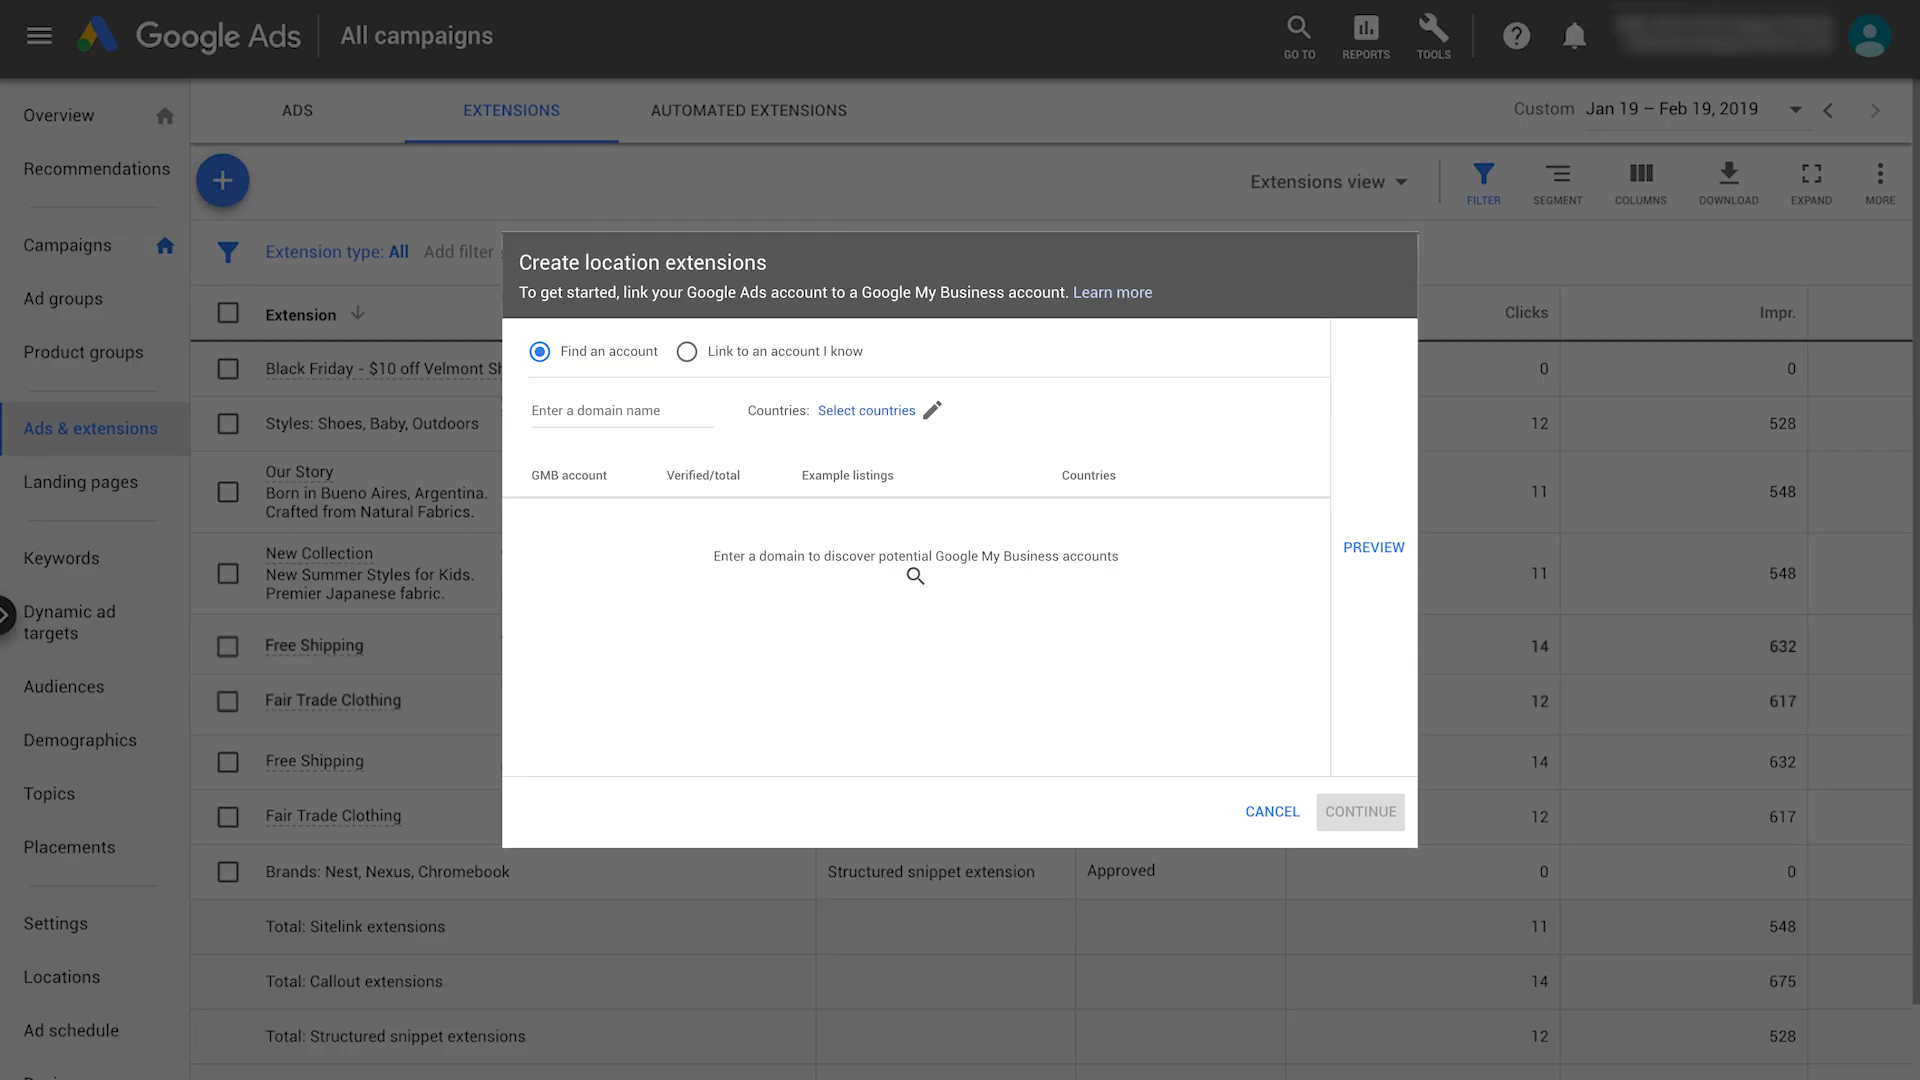 Google Ads
All campaigns
GO TO
REPORTS
TOOLS
Overview
Recommendations
Campaigns
Ad groups
Product groups
Ads & extensions
Landing pages
Keywords
Dynamic ad
targets
Audiences
Demographics
Topics
Placements
Settings
Locations
Ad schedule
ADS
EXTENSIONS
AUTOMATED EXTENSIONS
Custom Jan 19 – Feb 19, 2019
Extensions view
FILTER
SEGMENT
COLUMNS
DOWNLOAD
EXPAND
MORE
Extension type: All Add filter
Extension Clicks Impr.
Black Friday - $10 off Velmont Sh 0 0
Styles: Shoes, Baby, Outdoors 12 528
Our Story
Born in Bueno Aires, Argentina.
Crafted from Natural Fabrics.
11 548
New Collection
New Summer Styles for Kids.
Premier Japanese fabric.
11 548
Free Shipping 14 632
Fair Trade Clothing 12 617
Free Shipping 14 632
Fair Trade Clothing 12 617
Brands: Nest, Nexus, Chromebook Structured snippet extension Approved 0 0
Total: Sitelink extensions 11 548
Total: Callout extensions 14 675
Total: Structured snippet extensions 12 528
Create location extensions
To get started, link your Google Ads account to a Google My Business account. Learn more
Find an account Link to an account I know
Enter a domain name Countries: Select countries
GMB account Verified/total Example listings Countries
Enter a domain to discover potential Google My Business accounts
PREVIEW
CANCEL CONTINUE